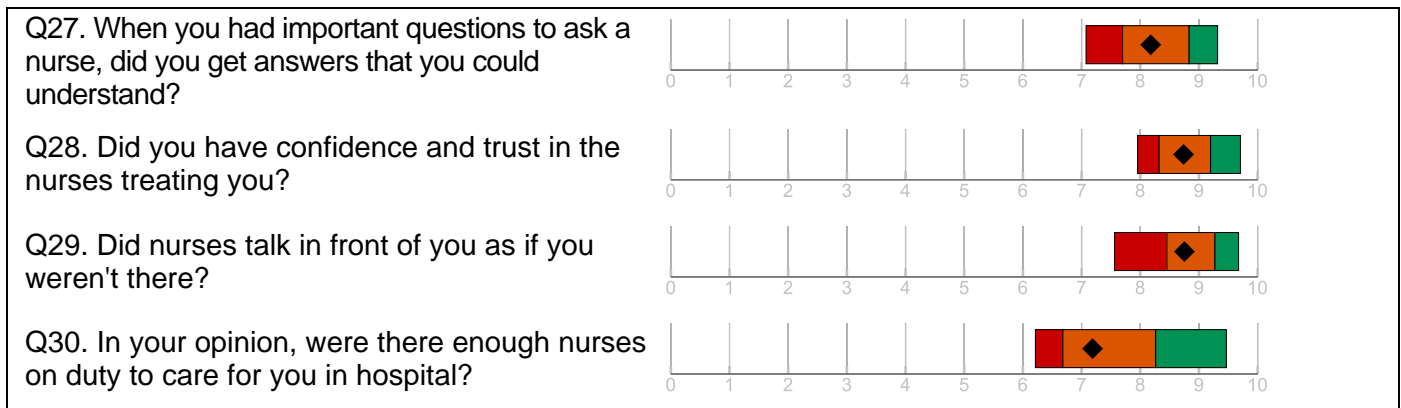 Q27. When you had important questions to ask a
nurse, did you get answers that you could
understand?
0 1 2 3 4 5 6 7 8 9 10
Q28. Did you have confidence and trust in the
nurses treating you?
0 1 2 3 4 5 6 7 8 9 10
Q29. Did nurses talk in front of you as if you
weren't there?
0 1 2 3 4 5 6 7 8 9 10
Q30. In your opinion, were there enough nurses
on duty to care for you in hospital?
0 1 2 3 4 5 6 7 8 9 10